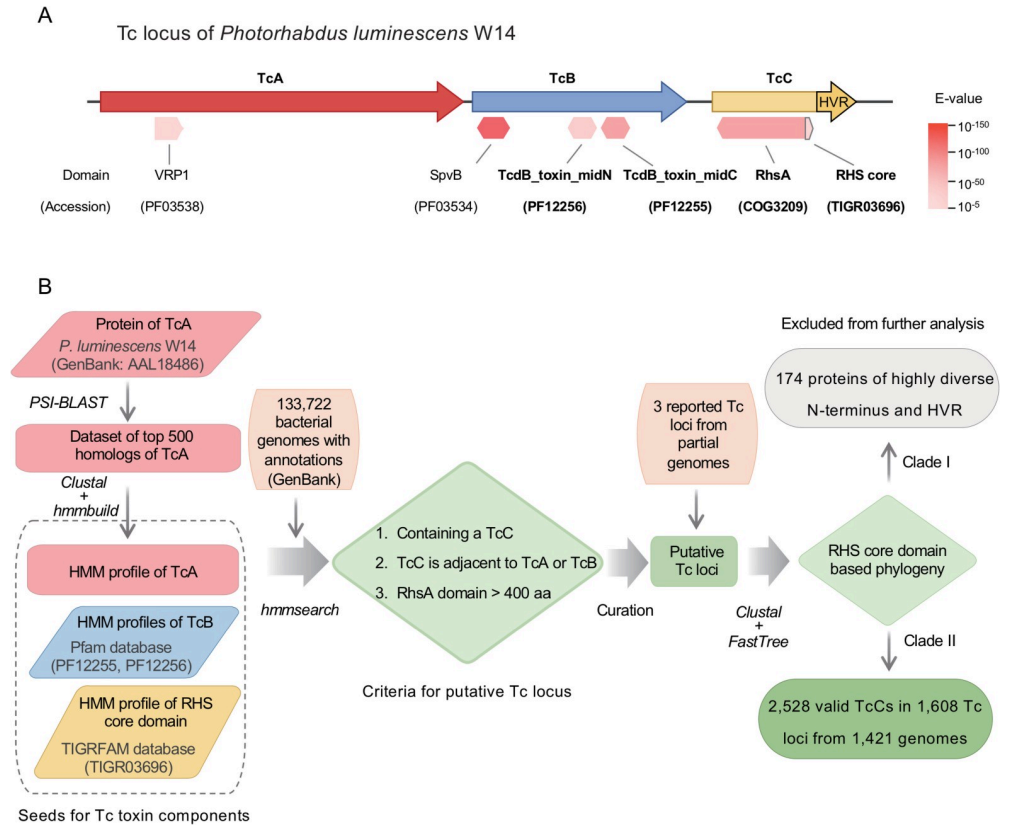 A
Tc locus of Photorhabdus luminescens W14
TcA
TcB
TcC
HVR
E-value
10-150
10-100
10-50
10-5
Domain
VRP1
SpvB
TcdB_toxin_midN
TcdB_toxin_midC
RhsA
RHS core
(Accession)
(PF03538)
(PF03534)
(PF12256)
(PF12255)
(COG3209)
(TIGR03696)
B
Protein of TcA
P. luminescens W14
(GenBank: AAL18486)
PSI-BLAST
Dataset of top 500
homologs of TcA
Clustal
+
hmmbuild
HMM profile of TcA
HMM profiles of TcB
Pfam database
(PF12255, PF12256)
HMM profile of RHS
core domain
TIGRFAM database
(TIGR03696)
Seeds for Tc toxin components
133,722
bacterial
genomes with
annotations
(GenBank)
hmmsearch
1. Containing a TcC
2. TcC is adjacent to TcA or TcB
3. RhsA domain > 400 aa
Criteria for putative Tc locus
Curation
3 reported Tc
loci from
partial
genomes
Putative
Tc loci
Clustal
+
FastTree
Excluded from further analysis
174 proteins of highly diverse
N-terminus and HVR
Clade I
RHS core domain
based phylogeny
Clade II
2,528 valid TcCs in 1,608 Tc
loci from 1,421 genomes